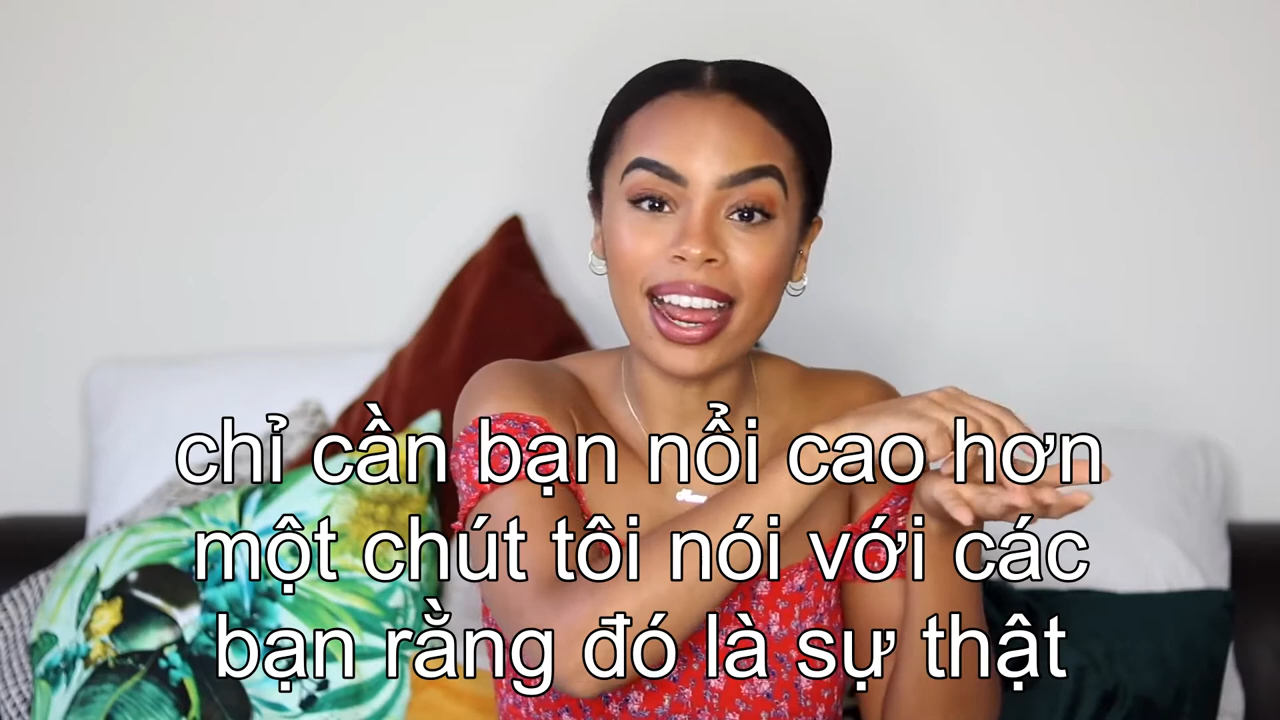 chỉ cần bạn nổi cao hơn
một chút tôi nói với các
bạn rằng đó là sự thật